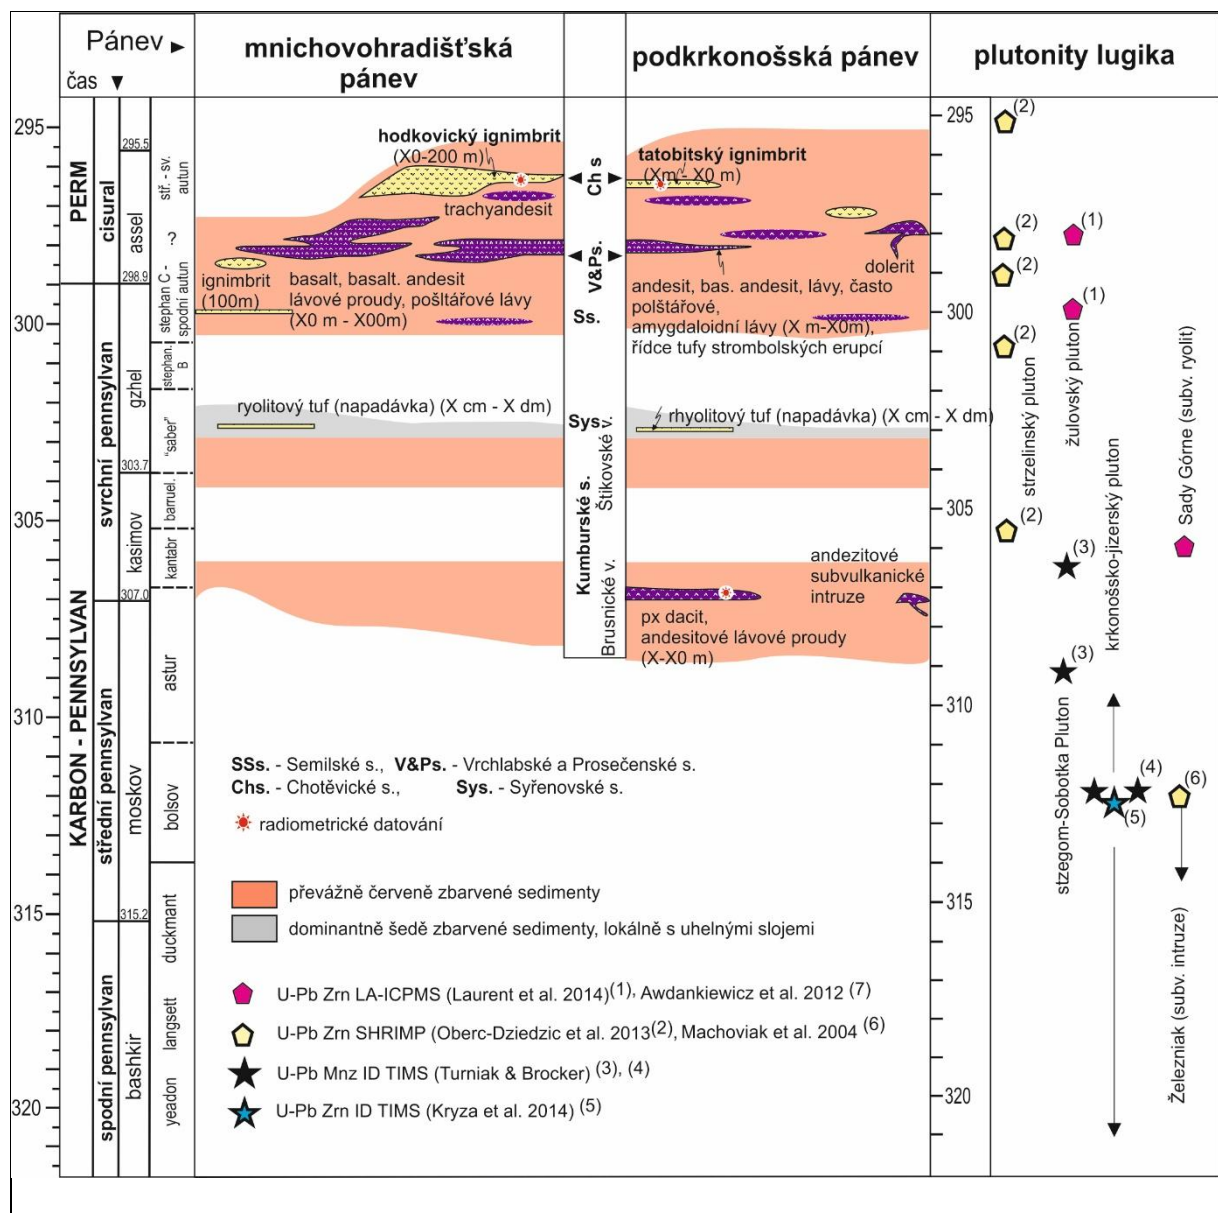 Pánev
čas
mnichovohradišťská
pánev
podkrkonošská pánev
plutonity lugika
295
300
305
310
315
320
PERM
KARBON - PENNSYLVAN
cisural
svrchní pennsylvan
střední pennsylvan
spodní pennsylvan
assel
gzhel
kasimov
moskov
bashkir
295.5
298.9
303.7
307.0
315.2
stř. - sv.
autun
?
stephan C -
spodní autun
stephan.
B
"saber"
barruel.
kantabr
astur
bolsov
duckmant
langsett
yeadon
hodkovický ignimbrit
(X0-200 m)
trachyandesit
ignimbrit
(100m)
basalt, basalt. andesit
lávové proudy, pošltářové lávy
(X0 m - X00m)
ryolitový tuf (napadávka) (X cm - X dm)
Ch s
V&Ps.
Ss.
Sys.
Kumburské s.
Štikovské v.
Brusnické v.
tatobitský ignimbrit
(Xm - X0 m)
dolerit
andesit, bas. andesit, lávy, často
polštářové,
amygdaloidní lávy (X m-X0m),
řídce tufy strombolských erupcí
rhyolitový tuf (napadávka) (X cm - X dm)
andezitové
subvulkanické
intruze
px dacit,
andesitové lávové proudy
(X-X0 m)
295
300
305
310
315
320
(2)
(2)
(1)
(2)
(1)
(2)
(2)
(3)
(3)
(4)
(5)
(6)
strzelinský pluton
žulovský pluton
krkonošsko-jizerský pluton
Sady Górne (subv. ryolit)
stzegom-Sobotka Pluton
Železniak (subv. intruze)
SSs. - Semilské s., V&Ps. - Vrchlabské a Prosečenské s.
Chs. - Chotěvické s., Sys. - Syřenovské s.
radiometrické datování
převážně červeně zbarvené sedimenty
dominantně šedě zbarvené sedimenty, lokálně s uhelnými slojemi
U-Pb Zrn LA-ICPMS (Laurent et al. 2014)(1), Awdankiewicz et al. 2012 (7)
U-Pb Zrn SHRIMP (Oberc-Dziedzic et al. 2013(2), Machoviak et al. 2004 (6)
U-Pb Mnz ID TIMS (Turniak & Brocker) (3), (4)
U-Pb Zrn ID TIMS (Kryza et al. 2014) (5)